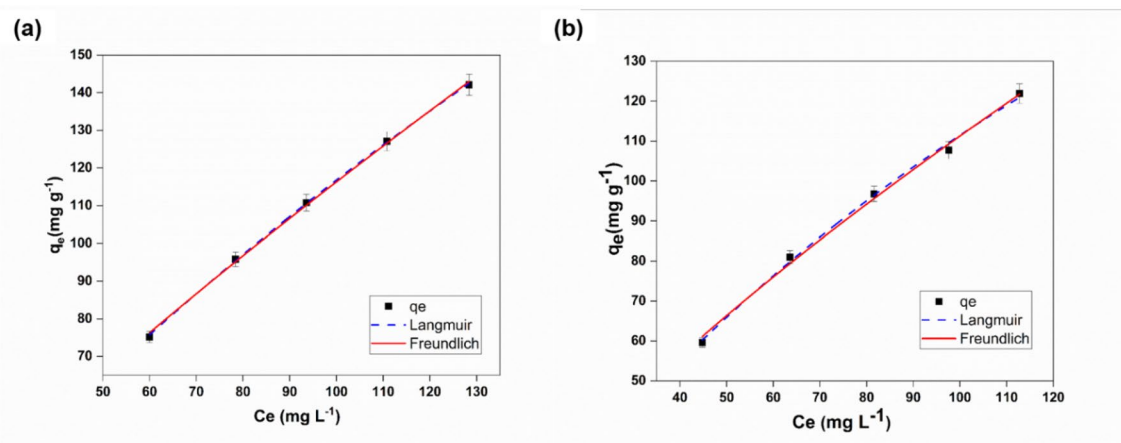 (a)
150
140
130
120
110
100
90
80
70
qe(mg g-1)
50 60 70 80 90 100 110 120 130
Ce (mg L-1)
qe
Langmuir
Freundlich
(b)
130
120
110
100
90
80
70
60
50
qe(mg g-1)
40 50 60 70 80 90 100 110 120
Ce (mg L-1)
qe
Langmuir
Freundlich